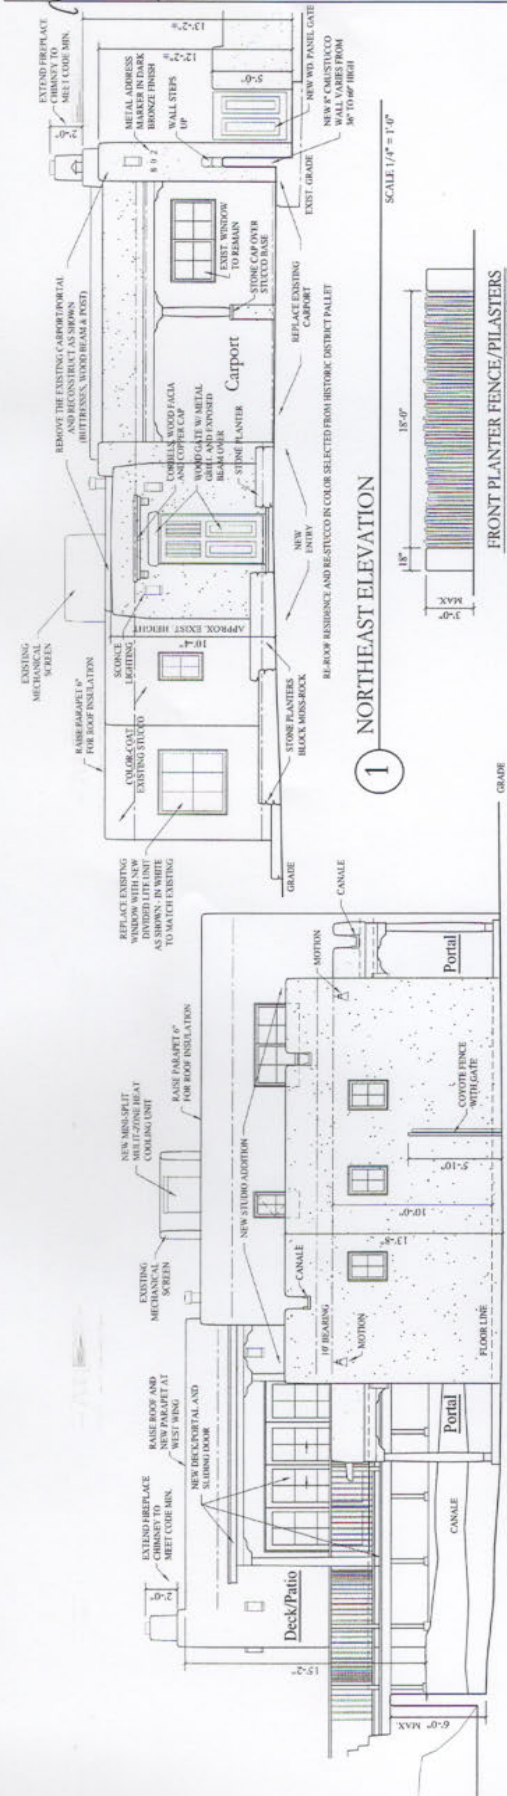 EXTEND FIREPLACE
CHIMNEY TO
MEET CODE MIN.
2'-0"
13'-2"±
12'-2"±
METAL ADDRESS
MARKER IN DARK
BRONZE FINISH
802
WALL STEPS
UP
5'-0"
NEW WD. PANEL GATE
NEW 8" CMU/STUCCO
WALL VARIES FROM
36" TO 60" HIGH
EXIST. GRADE
REMOVE THE EXISTING CARPORT/PORTAL
AND RECONSTRUCT AS SHOWN
(BUTTRESSES, WOOD BEAM & POST)
EXIST. WINDOW
TO REMAIN
STONE CAP OVER
STUCCO BASE
Carport
REPLACE EXISTING
CARPORT
CORBELS, WOOD FACIA
AND COPPER CAP
WOOD GATE W/ METAL
GRILL AND EXPOSED
BEAM OVER
STONE PLANTER
NEW
ENTRY
EXISTING
MECHANICAL
SCREEN
SCONCE
LIGHTING
10'-4"
APPROX. EXIST. HEIGHT
RAISE PARAPET 6"
FOR ROOF INSULATION
COLOR-COAT
EXISTING STUCCO
REPLACE EXISITNG
WINDOW WITH NEW
DIVIDED LITE UNIT
AS SHOWN - IN WHITE
TO MATCH EXISTING
STONE PLANTERS
BLOCK MOSS-ROCK
GRADE
RE-ROOF RESIDENCE AND RE-STUCCO IN COLOR SELECTED FROM HISTORIC DISTRICT PALLET
1
NORTHEAST ELEVATION
SCALE 1/4" = 1'-0"
18"
18'-0"
3'-0"
MAX.
FRONT PLANTER FENCE/PILASTERS
EXTEND FIREPLACE
CHIMNEY TO
MEET CODE MIN.
2'-0"
RAISE ROOF AND
NEW PARAPET AT
WEST WING
NEW DECK/PORTAL AND
SLIDING DOOR
EXISTING
MECHANICAL
SCREEN
NEW MINI-SPLIT
MULIT-ZONE HEAT
COOLING UNIT
RAISE PARAPET 6"
FOR ROOF INSULATION
NEW STUDIO ADDITION
Deck/Patio
15'-2"
6'-0" MAX.
CANALE
10' BEARING
MOTION
13'-8"
10'-0"
5'-10"
COYOTE FENCE
WITH GATE
MOTION
CANALE
Portal
Portal
CANALE
FLOOR LINE
GRADE